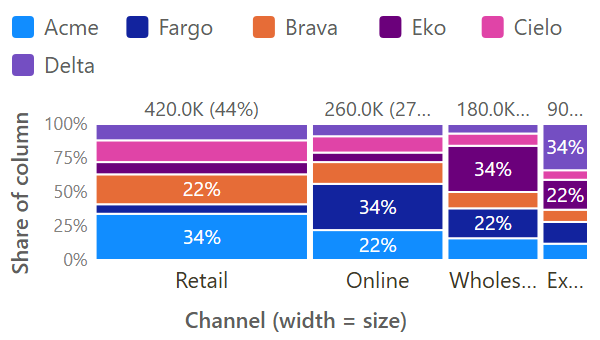 Acme Fargo Brava Eko Cielo
Delta
420.0K (44%) 260.0K (27... 180.0K... 90...
100%
75%
50%
25%
0%
Share of column
34%
34%
22%
22%
34%
22%
34%
22%
Retail Online Wholes... Ex...
Channel (width = size)